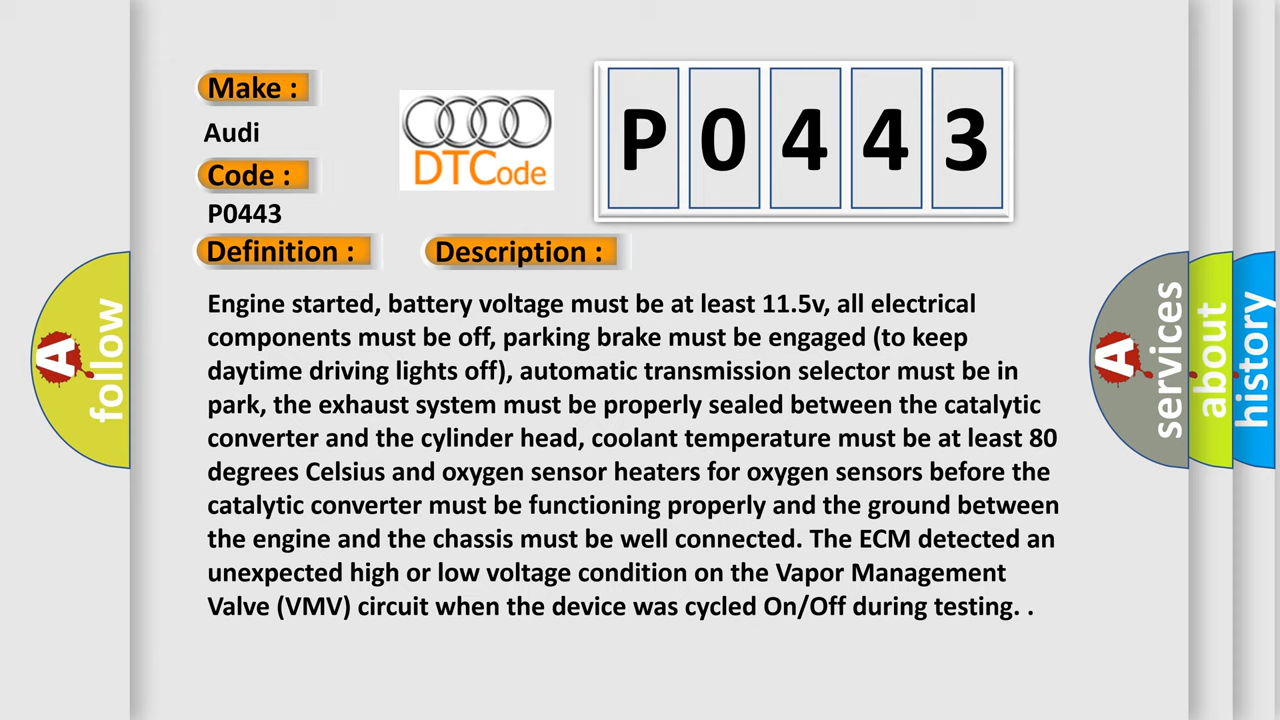 Make :
Audi
Code :
P0443
DTCode
P0443
Definition :
Description :
Engine started, battery voltage must be at least 11.5v, all electrical
components must be off, parking brake must be engaged (to keep
daytime driving lights off), automatic transmission selector must be in
park, the exhaust system must be properly sealed between the catalytic
converter and the cylinder head, coolant temperature must be at least 80
degrees Celsius and oxygen sensor heaters for oxygen sensors before the
catalytic converter must be functioning properly and the ground between
the engine and the chassis must be well connected. The ECM detected an
unexpected high or low voltage condition on the Vapor Management
Valve (VMV) circuit when the device was cycled On/Off during testing. .
A
follow
A
services
about
history